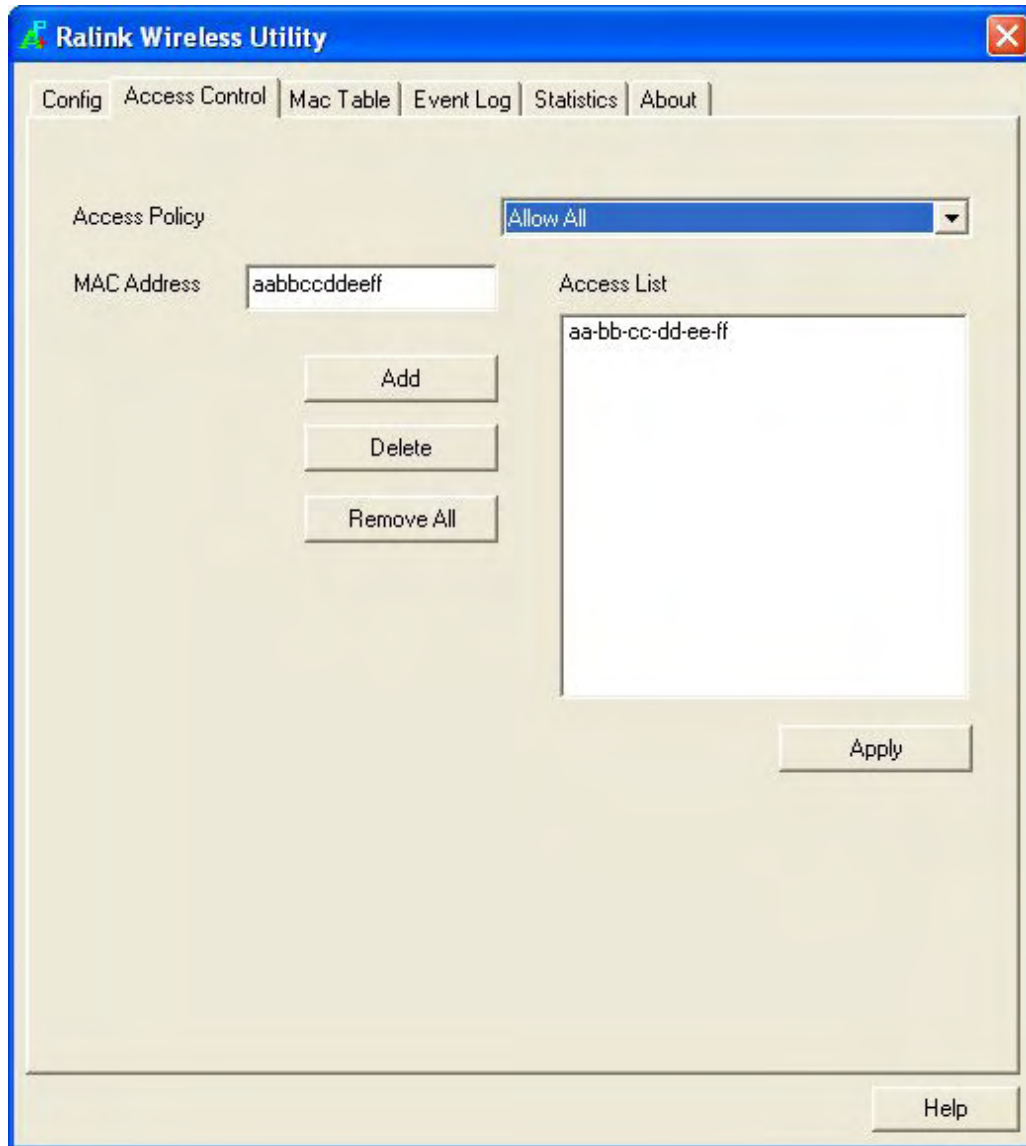 Ralink Wireless Utility
Config Access Control Mac Table Event Log Statistics About
Access Policy Allow All
MAC Address aabbccddeeff Access List
aa-bb-cc-dd-ee-ff
Add
Delete
Remove All
Apply
Help